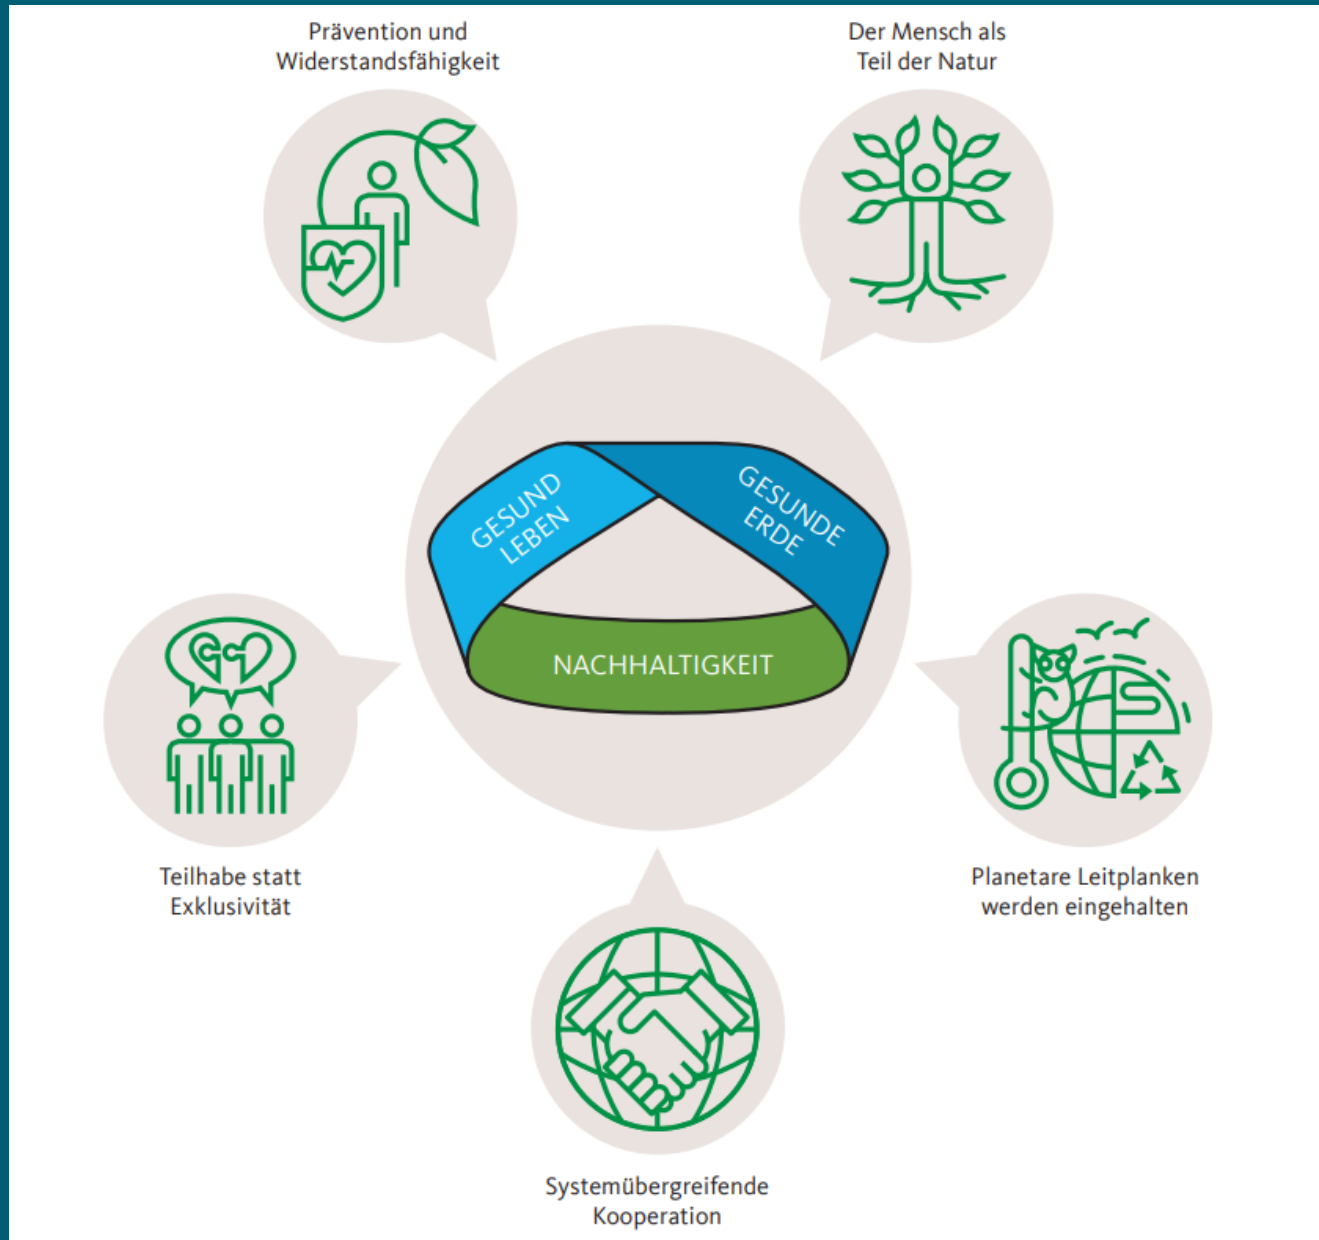 Prävention und
Widerstandsfähigkeit
Der Mensch als
Teil der Natur
GESUND
LEBEN
GESUNDE
ERDE
NACHHALTIGKEIT
Teilhabe statt
Exklusivität
Planetare Leitplanken
werden eingehalten
Systemübergreifende
Kooperation